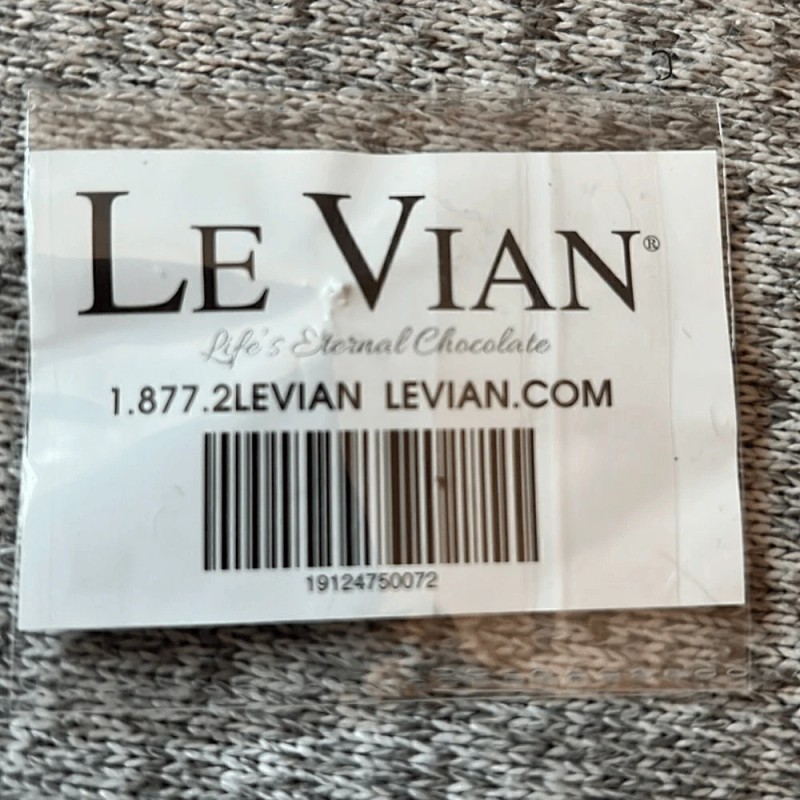 LE VIAN®
Life's Eternal Chocolate
1.877.2LEVIAN LEVIAN.COM
19124750072